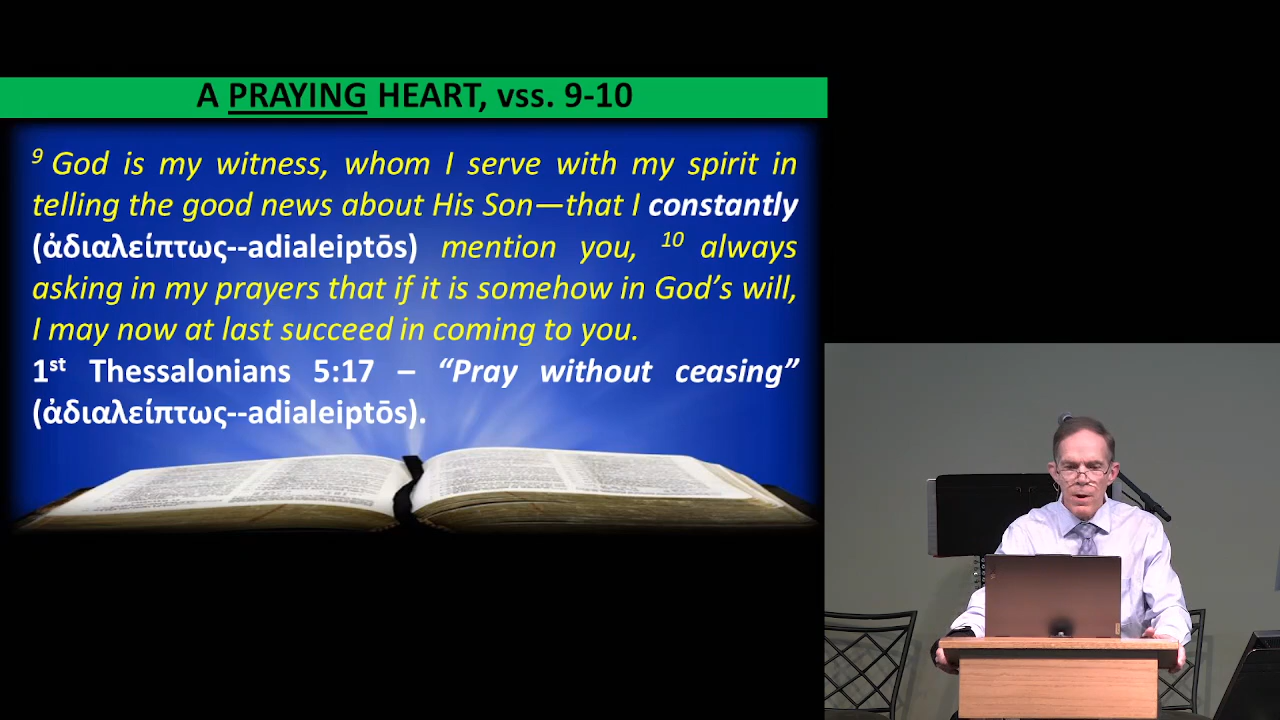 A PRAYING HEART, vss. 9-10
9 God is my witness, whom I serve with my spirit in
telling the good news about His Son—that I constantly
(ἀδιαλείπτως--adialeiptōs) mention you, 10 always
asking in my prayers that if it is somehow in God’s will,
I may now at last succeed in coming to you.
1st Thessalonians 5:17 – “Pray without ceasing”
(ἀδιαλείπτως--adialeiptōs).